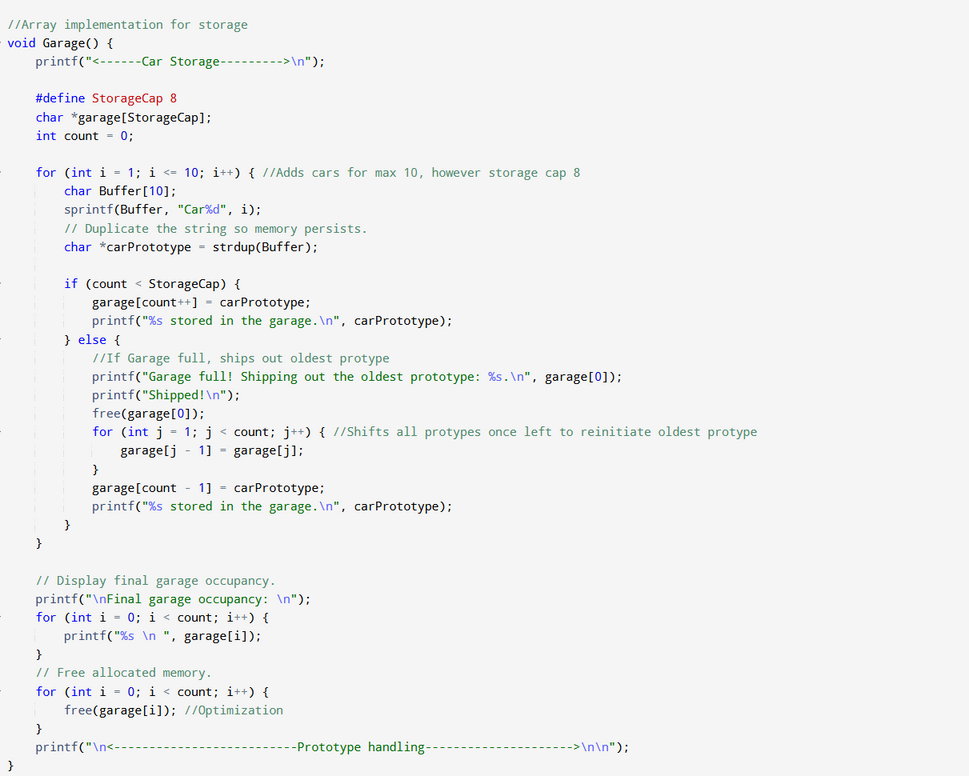 //Array implementation for storage
void Garage() {
    printf("<------Car Storage--------->\n");

    #define StorageCap 8
    char *garage[StorageCap];
    int count = 0;

    for (int i = 1; i <= 10; i++) { //Adds cars for max 10, however storage cap 8
        char Buffer[10];
        sprintf(Buffer, "Car%d", i);
        // Duplicate the string so memory persists.
        char *carPrototype = strdup(Buffer);

        if (count < StorageCap) {
            garage[count++] = carPrototype;
            printf("%s stored in the garage.\n", carPrototype);
        } else {
            //If Garage full, ships out oldest protype
            printf("Garage full! Shipping out the oldest prototype: %s.\n", garage[0]);
            printf("Shipped!\n");
            free(garage[0]);
            for (int j = 1; j < count; j++) { //Shifts all protypes once left to reinitiate oldest protype
                garage[j - 1] = garage[j];
            }
            garage[count - 1] = carPrototype;
            printf("%s stored in the garage.\n", carPrototype);
        }
    }

    // Display final garage occupancy.
    printf("\nFinal garage occupancy: \n");
    for (int i = 0; i < count; i++) {
        printf("%s \n ", garage[i]);
    }
    // Free allocated memory.
    for (int i = 0; i < count; i++) {
        free(garage[i]); //Optimization
    }
    printf("\n<--------------------------Prototype handling--------------------->\n\n");
}